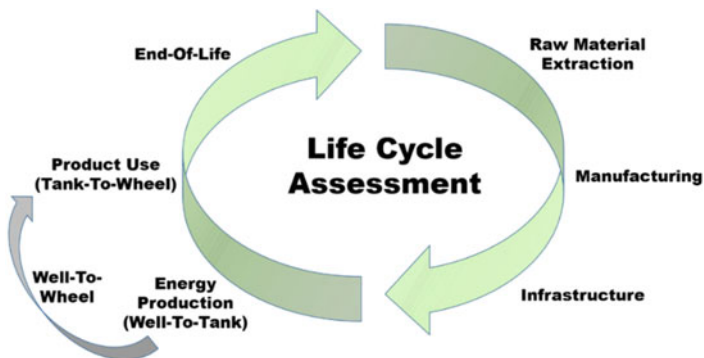 End-Of-Life
Raw Material
Extraction
Life Cycle
Assessment
Product Use
(Tank-To-Wheel)
Manufacturing
Well-To-
Wheel
Energy
Production
(Well-To-Tank)
Infrastructure